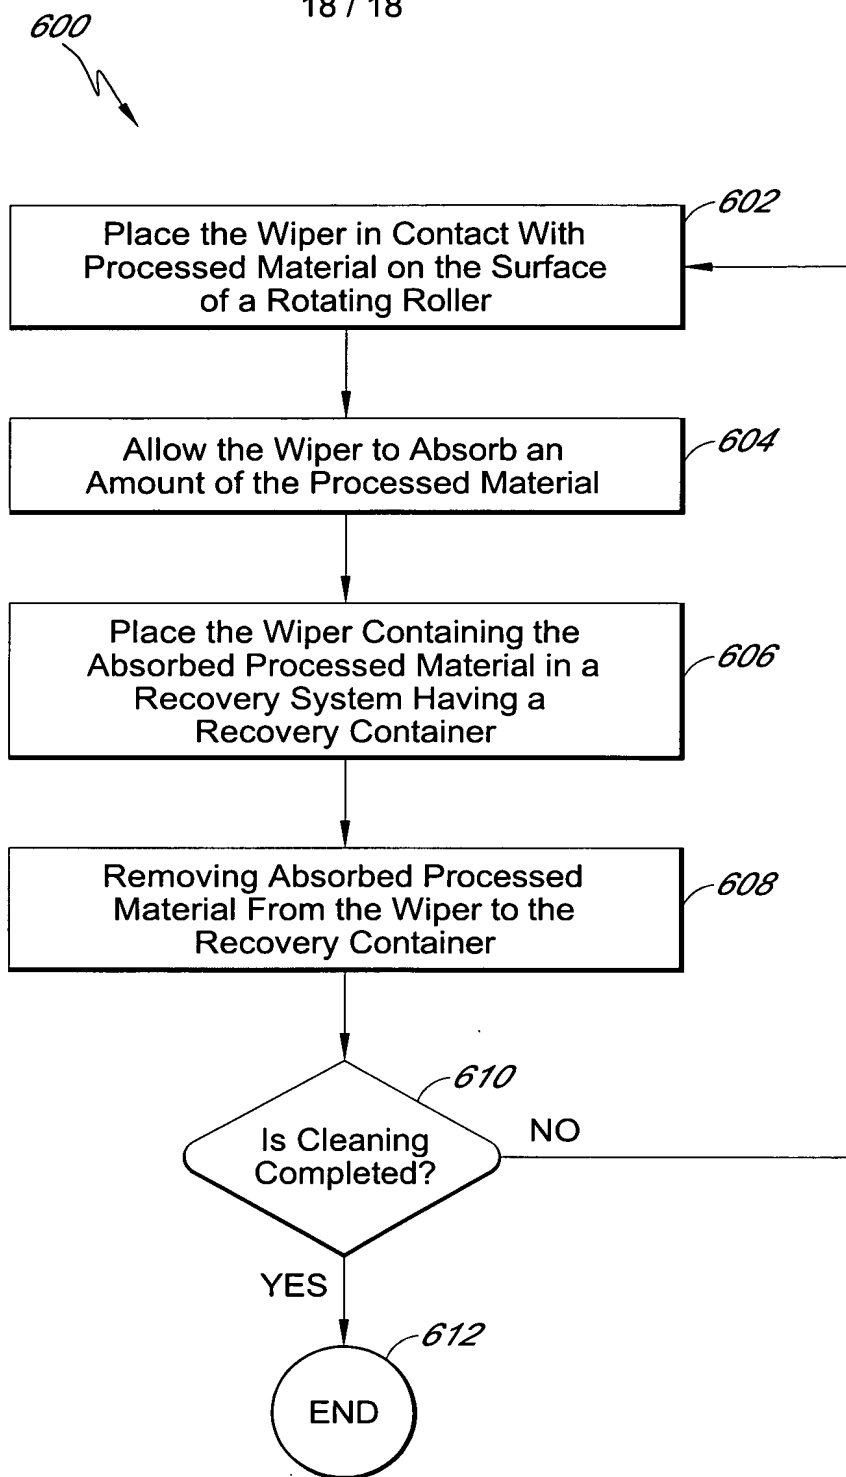 18 / 18
600
602
Place the Wiper in Contact With
Processed Material on the Surface
of a Rotating Roller
Allow the Wiper to Absorb an
Amount of the Processed Material
604
Place the Wiper Containing the
Absorbed Processed Material in a
Recovery System Having a
Recovery Container
606
Removing Absorbed Processed
Material From the Wiper to the
Recovery Container
608
610
Is Cleaning
Completed?
NO
YES
612
END